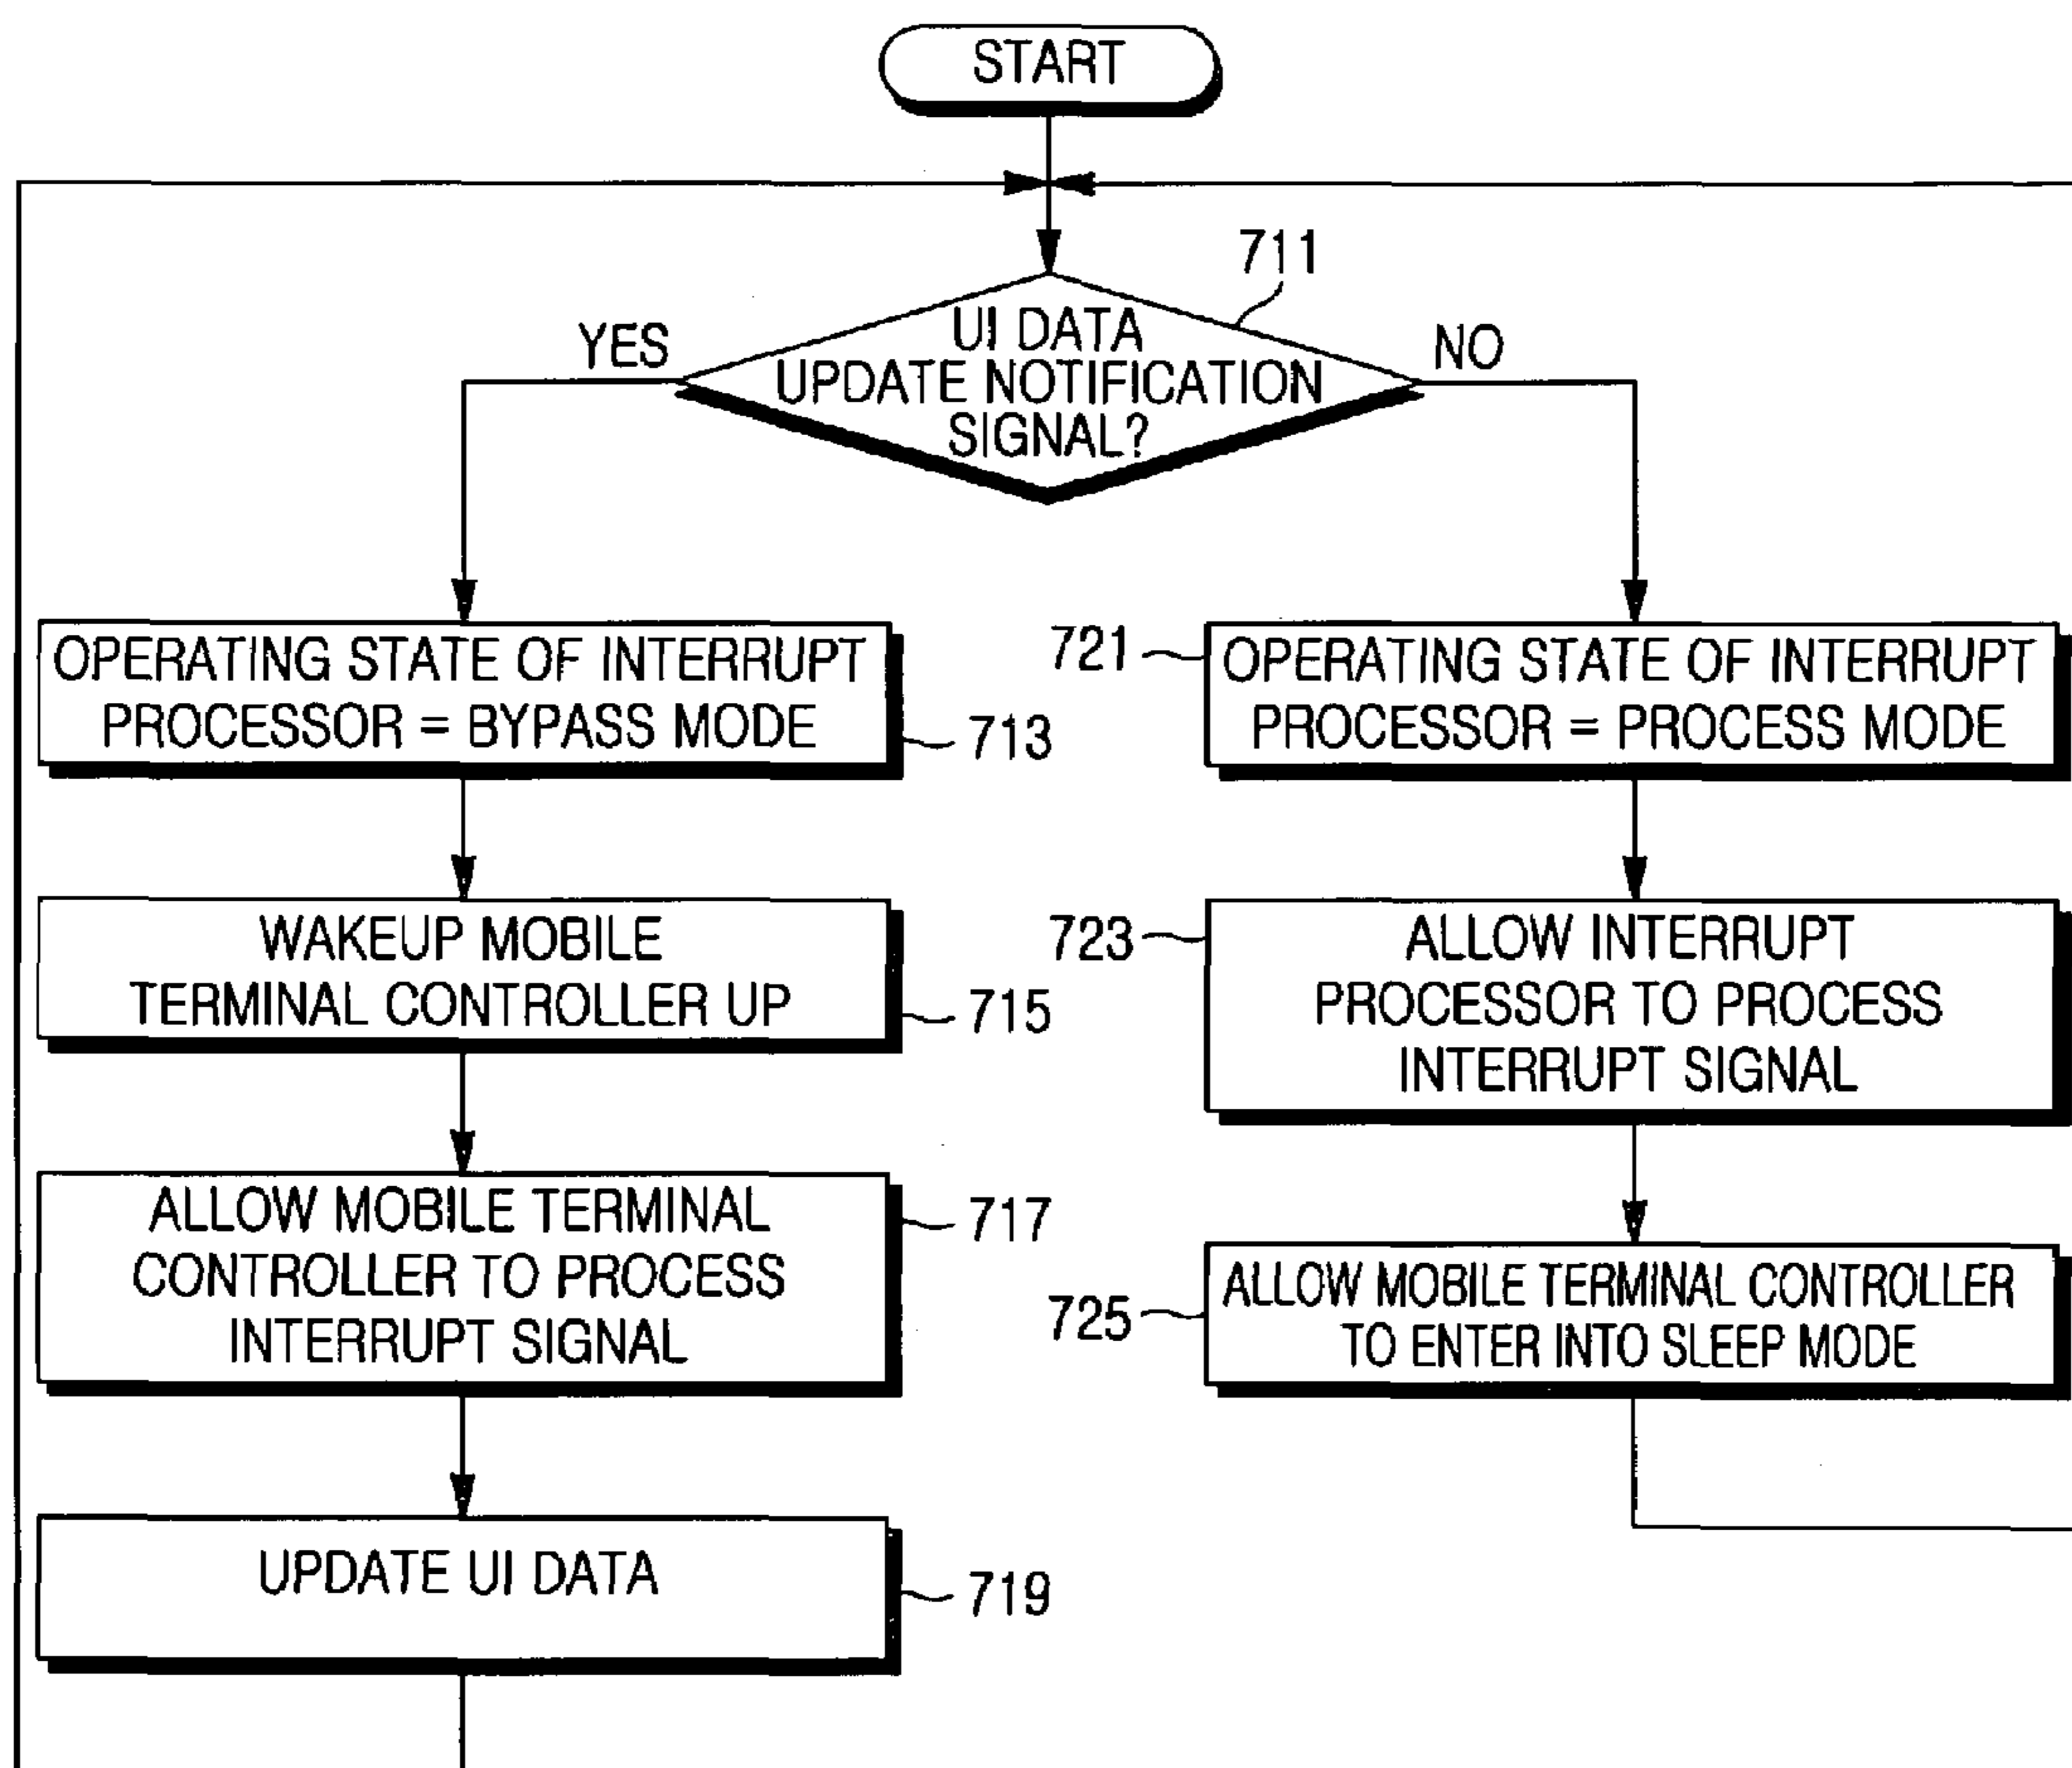 START
711
UI DATA
UPDATE NOTIFICATION
SIGNAL?
YES
NO
OPERATING STATE OF INTERRUPT
PROCESSOR = BYPASS MODE
713
WAKEUP MOBILE
TERMINAL CONTROLLER UP
715
ALLOW MOBILE TERMINAL
CONTROLLER TO PROCESS
INTERRUPT SIGNAL
717
UPDATE UI DATA
719
721
OPERATING STATE OF INTERRUPT
PROCESSOR = PROCESS MODE
723
ALLOW INTERRUPT
PROCESSOR TO PROCESS
INTERRUPT SIGNAL
725
ALLOW MOBILE TERMINAL CONTROLLER
TO ENTER INTO SLEEP MODE